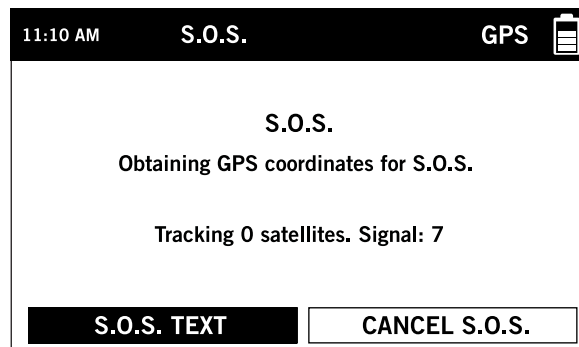 11:10 AM S.O.S. GPS
S.O.S.
Obtaining GPS coordinates for S.O.S.
Tracking 0 satellites. Signal: 7
S.O.S. TEXT CANCEL S.O.S.